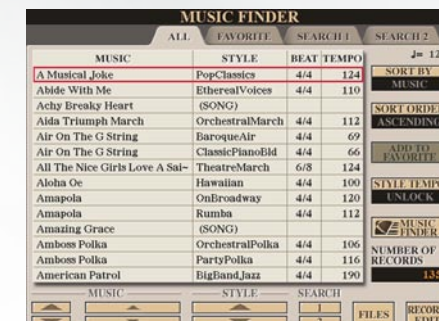 MUSIC FINDER
ALL FAVORITE SEARCH 1 SEARCH 2
MUSIC STYLE BEAT TEMPO
A Musical Joke PopClassics 4/4 124
Abide With Me EtherealVoices 4/4 110
Achy Breaky Heart (SONG)
Aida Triumph March OrchestralMarch 4/4 112
Air On The G String BaroqueAir 4/4 69
Air On The G String ClassicPianoBld 4/4 66
All The Nice Girls Love A Sai~ TheatreMarch 6/8 124
Aloha Oe Hawaiian 4/4 100
Amapola OnBroadway 4/4 120
Amapola Rumba 4/4 112
Amazing Grace (SONG)
Amboss Polka OrchestralPolka 4/4 106
Amboss Polka PartyPolka 4/4 116
American Patrol BigBandJazz 4/4 190
♩= 12
SORT BY
MUSIC
SORT ORDER
ASCENDING
ADD TO
FAVORITE
STYLE TEMPO
UNLOCK
MUSIC
FINDER
NUMBER OF
RECORDS
135
MUSIC STYLE SEARCH
1
FILES
RECORD